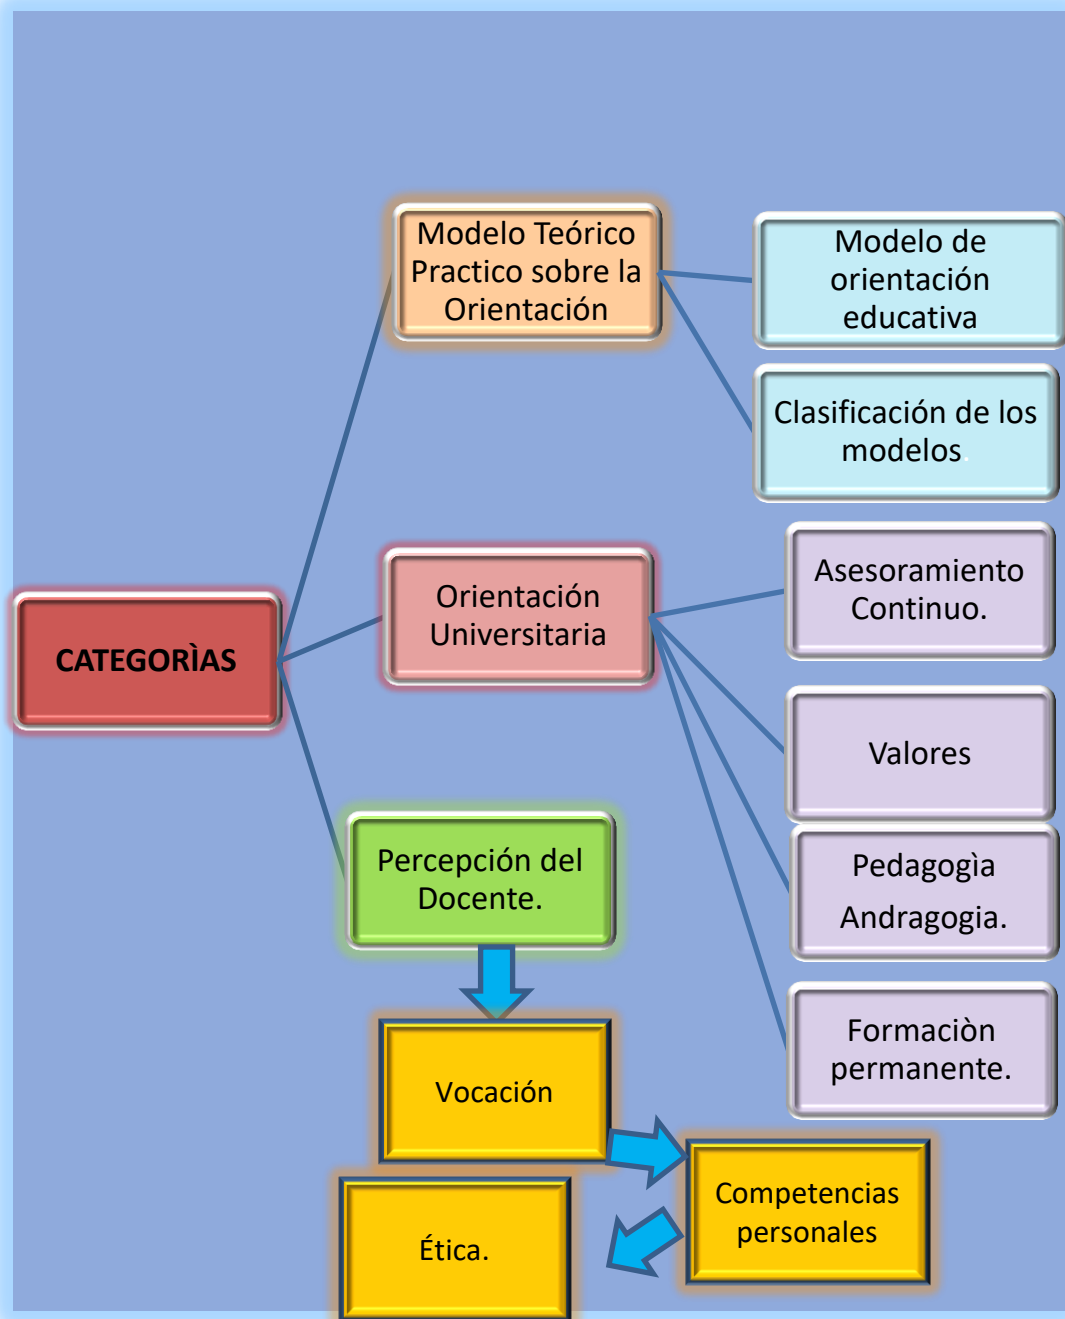 Modelo Teórico
Practico sobre la
Orientación
Modelo de
orientación
educativa
Clasificación de los
modelos.
CATEGORÌAS
Orientación
Universitaria
Asesoramiento
Continuo.
Valores
Pedagogìa
Andragogia.
Formaciòn
permanente.
Percepción del
Docente.
Vocación
Competencias
personales
Ética.